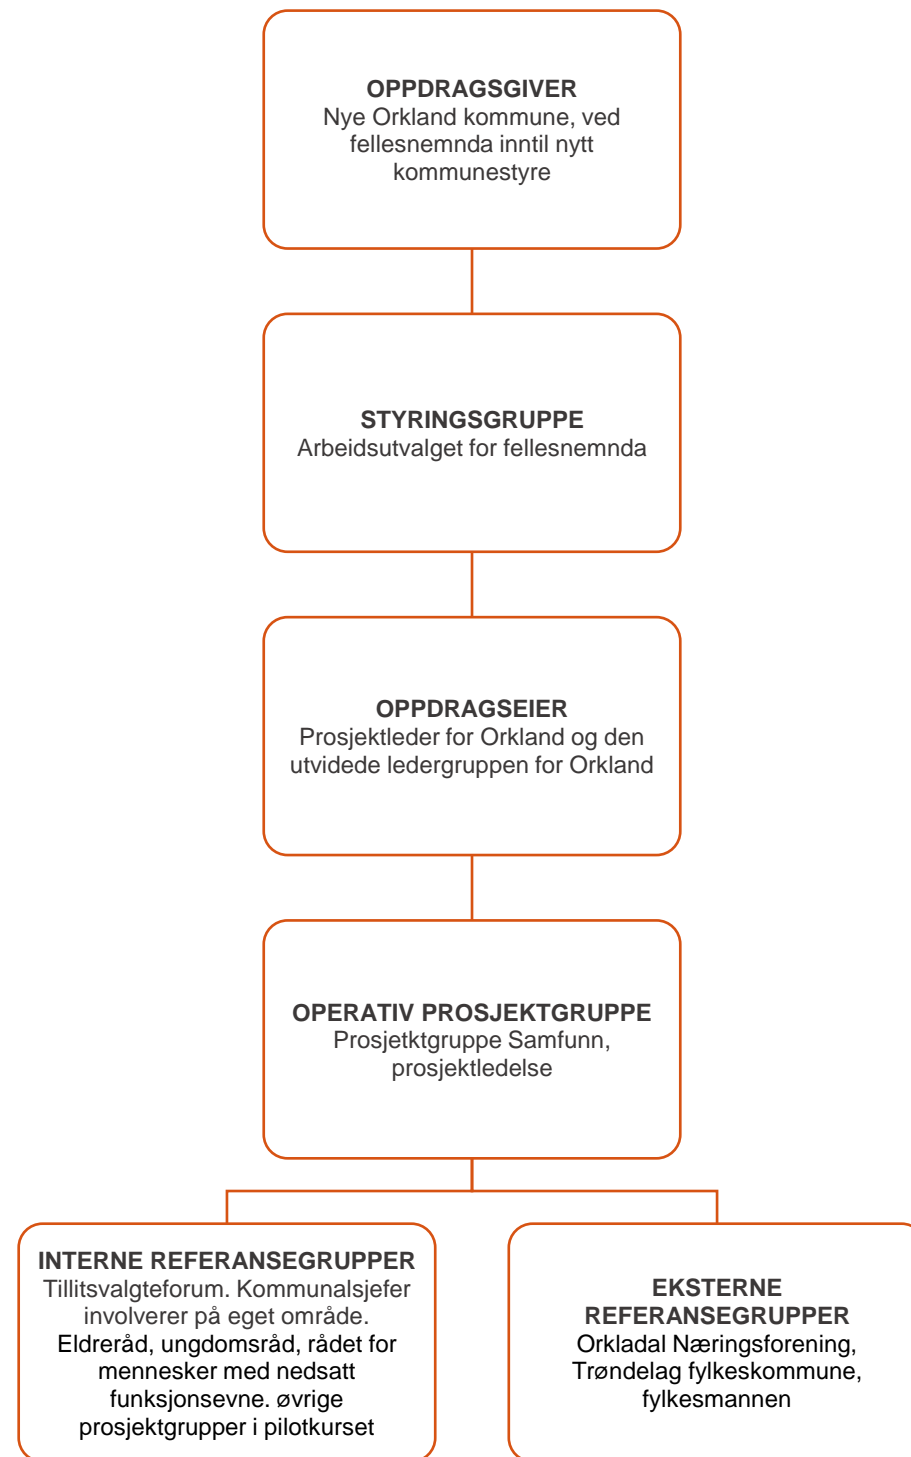 OPPDRAGSGIVER
Nye Orkland kommune, ved
fellesnemnda inntil nytt
kommunestyre
STYRINGSGRUPPE
Arbeidsutvalget for fellesnemnda
OPPDRAGSEIER
Prosjektleder for Orkland og den
utvidede ledergruppen for Orkland
OPERATIV PROSJEKTGRUPPE
Prosjetktgruppe Samfunn,
prosjektledelse
INTERNE REFERANSEGRUPPER
Tillitsvalgteforum. Kommunalsjefer
involverer på eget område.
Eldreråd, ungdomsråd, rådet for
mennesker med nedsatt
funksjonsevne. øvrige
prosjektgrupper i pilotkurset
EKSTERNE
REFERANSEGRUPPER
Orkladal Næringsforening,
Trøndelag fylkeskommune,
fylkesmannen